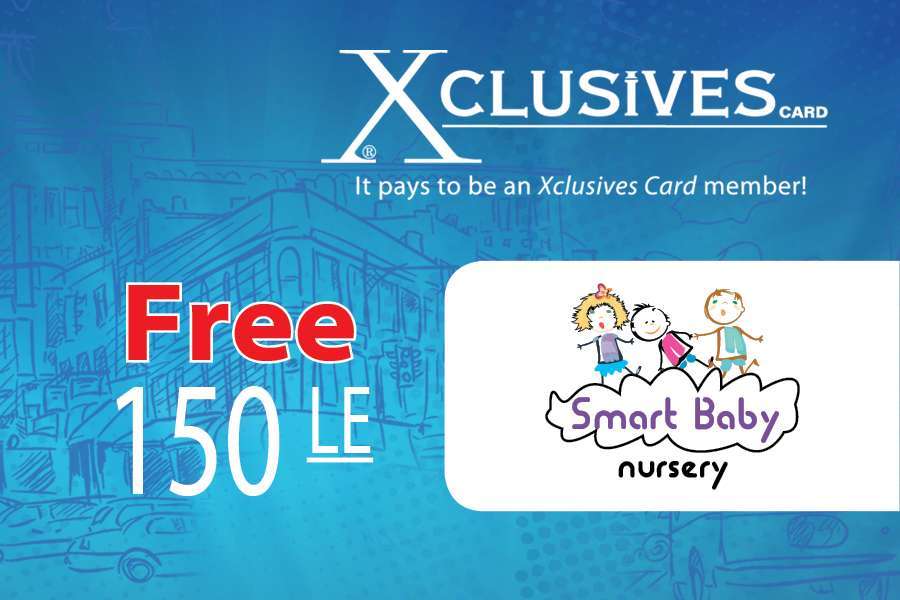 XCLUSIVES CARD
®
It pays to be an Xclusives Card member!
Free
150 LE
Smart Baby
nursery